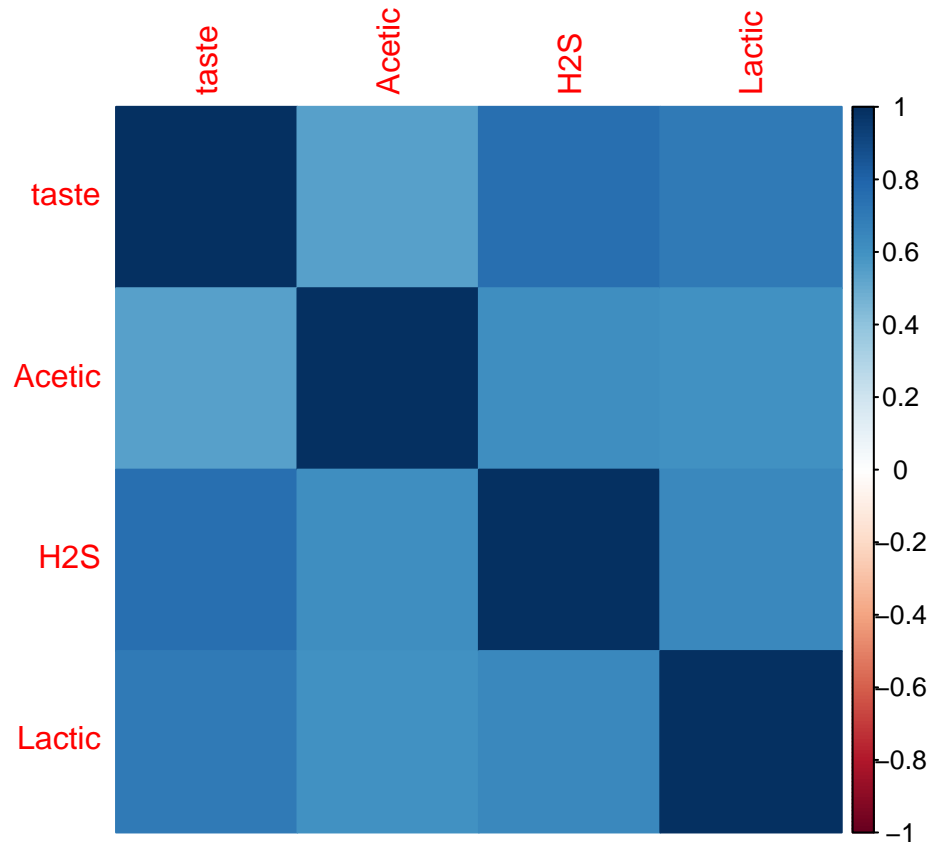 taste
Acetic
H2S
Lactic
taste
Acetic
H2S
Lactic
1
0.8
0.6
0.4
0.2
0
−0.2
−0.4
−0.6
−0.8
−1